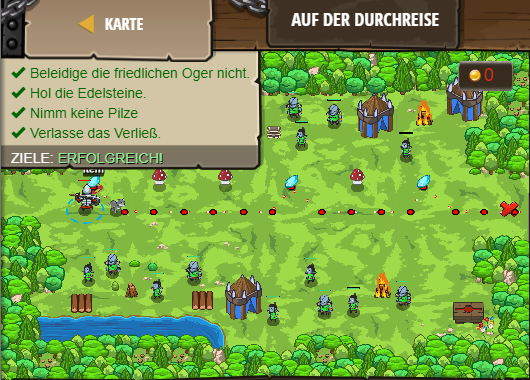 KARTE
AUF DER DURCHREISE
0
Beleidige die friedlichen Oger nicht.
Hol die Edelsteine.
Nimm keine Pilze
Verlasse das Verließ.
ZIELE: ERFOLGREICH!